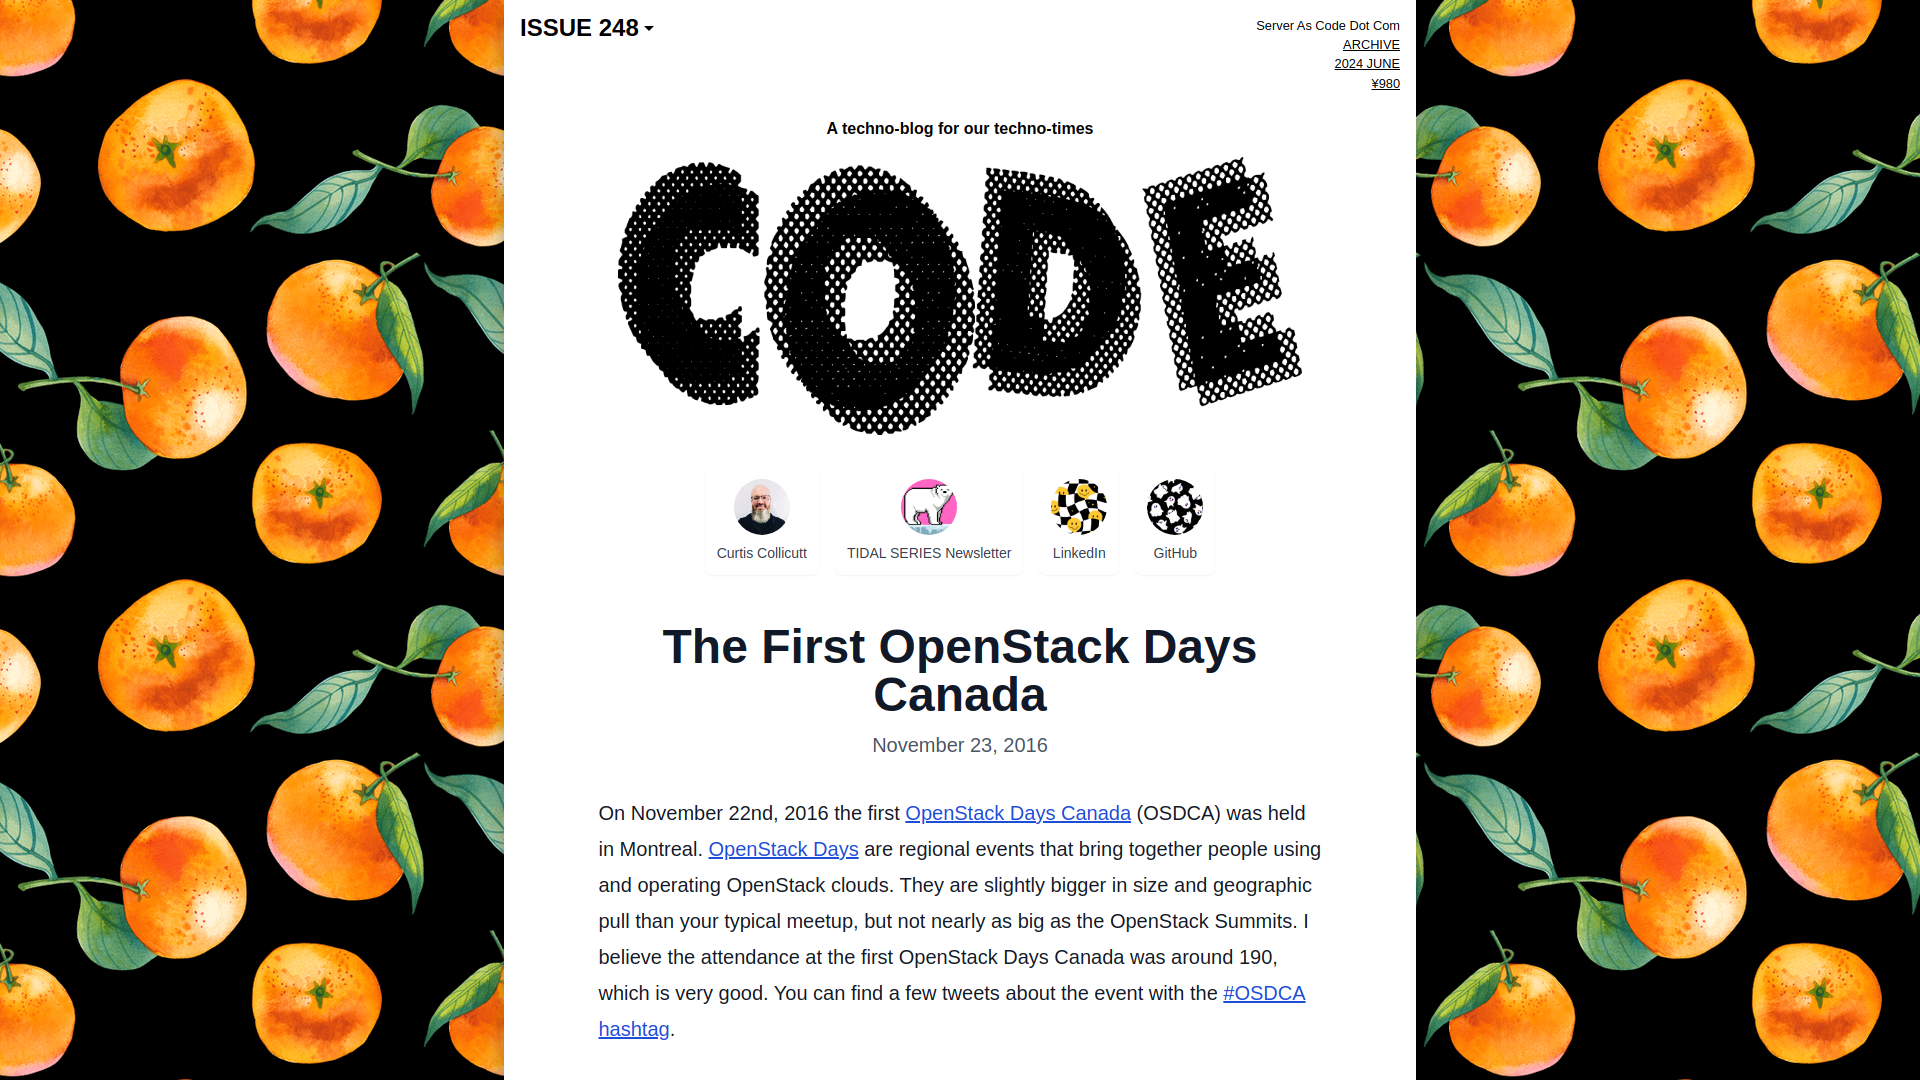 ISSUE 248
Server As Code Dot Com
ARCHIVE
2024 JUNE
¥980
A techno-blog for our techno-times
CODE
Curtis Collicutt
TIDAL SERIES Newsletter
LinkedIn
GitHub
The First OpenStack Days
Canada
November 23, 2016
On November 22nd, 2016 the first OpenStack Days Canada (OSDCA) was held
in Montreal. OpenStack Days are regional events that bring together people using
and operating OpenStack clouds. They are slightly bigger in size and geographic
pull than your typical meetup, but not nearly as big as the OpenStack Summits. I
believe the attendance at the first OpenStack Days Canada was around 190,
which is very good. You can find a few tweets about the event with the #OSDCA
hashtag.